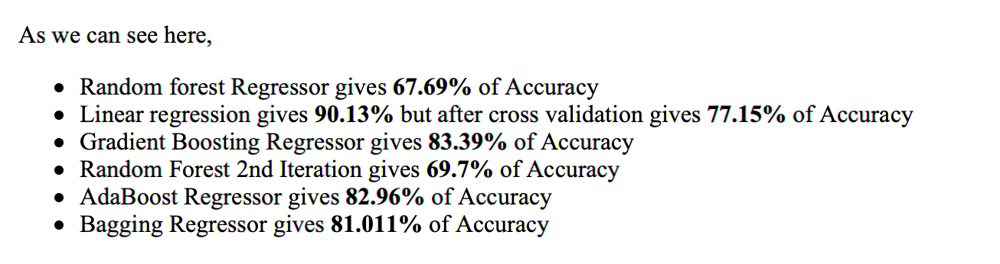 As we can see here,
• Random forest Regressor gives 67.69% of Accuracy
• Linear regression gives 90.13% but after cross validation gives 77.15% of Accuracy
• Gradient Boosting Regressor gives 83.39% of Accuracy
• Random Forest 2nd Iteration gives 69.7% of Accuracy
• AdaBoost Regressor gives 82.96% of Accuracy
• Bagging Regressor gives 81.011% of Accuracy